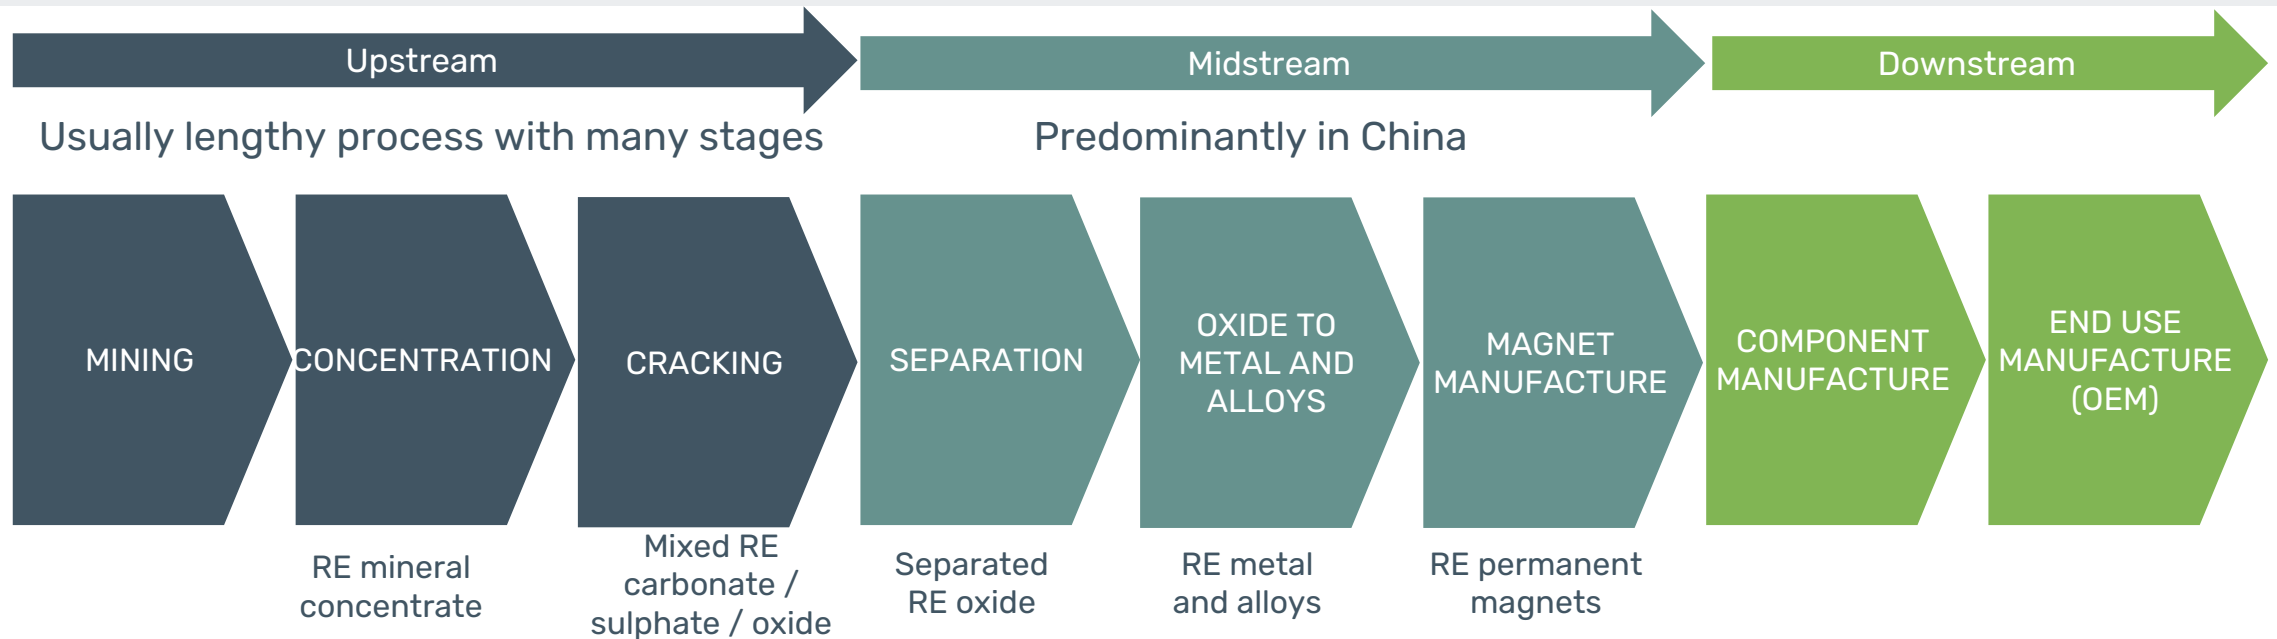 Upstream
Midstream
Downstream
Usually lengthy process with many stages
Predominantly in China
MINING
CONCENTRATION
CRACKING
SEPARATION
OXIDE TO
METAL AND
ALLOYS
MAGNET
MANUFACTURE
COMPONENT
MANUFACTURE
END USE
MANUFACTURE
(OEM)
RE mineral
concentrate
Mixed RE
carbonate /
sulphate / oxide
Separated
RE oxide
RE metal
and alloys
RE permanent
magnets